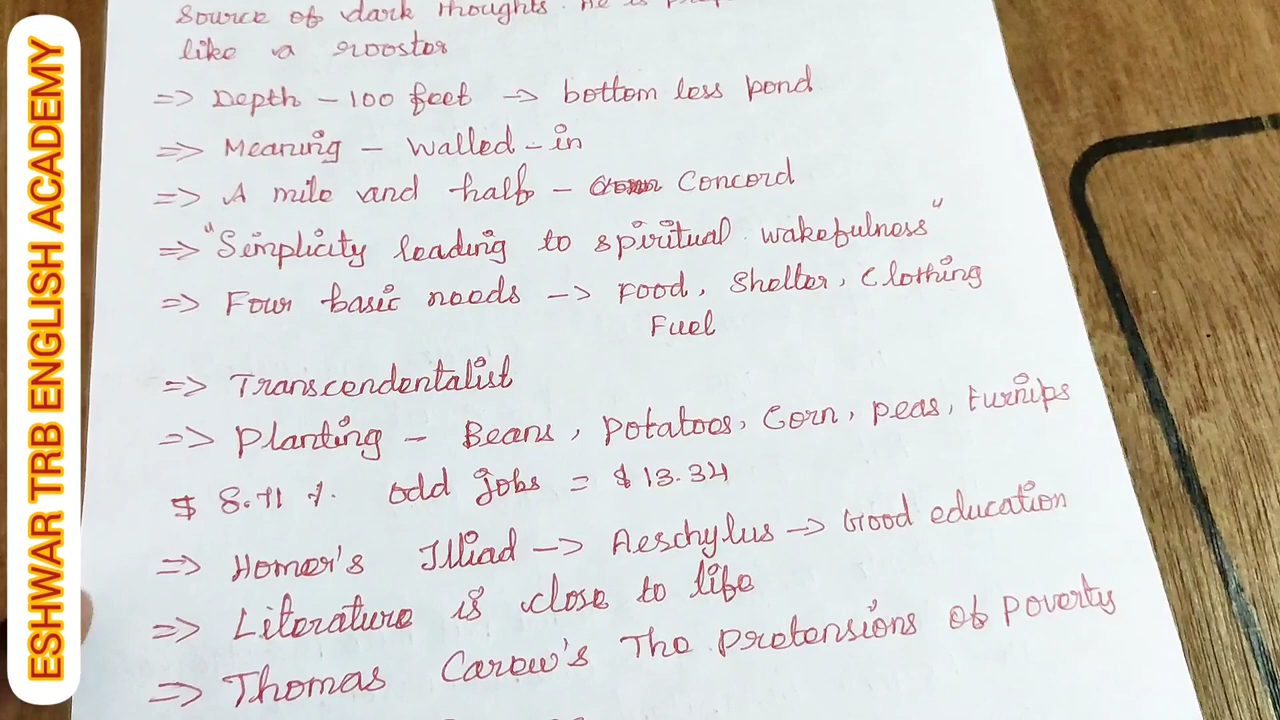 ESHWAR TRB ENGLISH ACADEMY
Source of dark thoughts. He is
like a rooster
=> Depth - 100 feet -> bottom less pond
=> Meaning - Walled-in
=> A mile and half - Concord
=> "Simplicity leading to spiritual wakefulness"
=> Four basic needs -> Food, Shelter, Clothing
Fuel
=> Transcendentalist
=> Planting - Beans, Potatoes, Corn, peas, turnips
odd jobs = $ 13.34
=> Homer's Illiad -> Aeschylus -> Good education
=> Literature is close to life
=> Thomas Carew's The pretensions of poverty